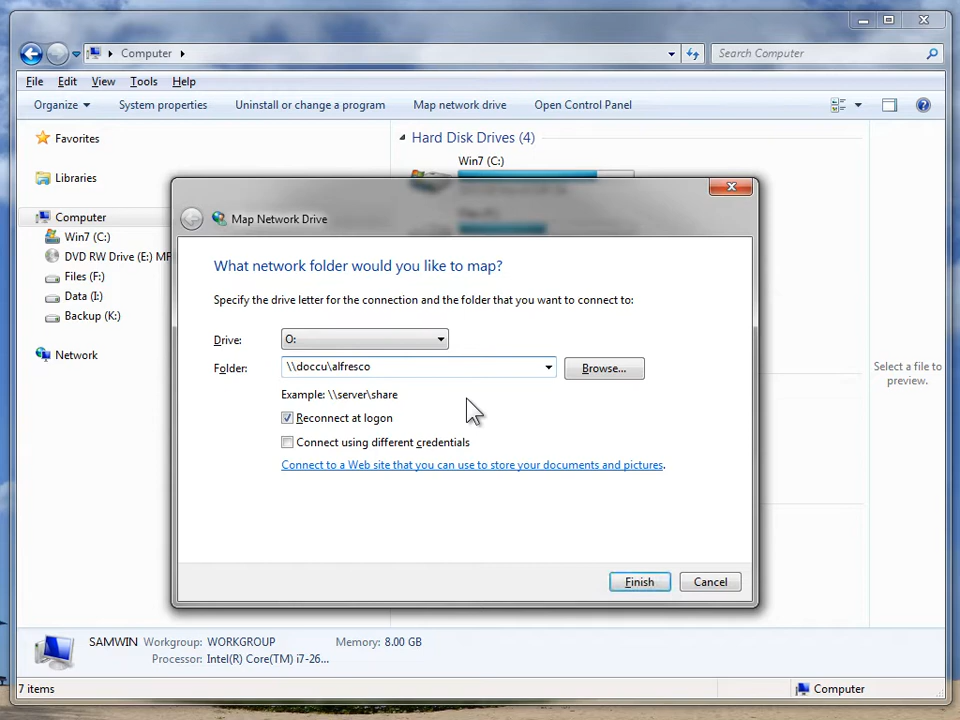 Computer
Search Computer
File Edit View Tools Help
Organize System properties Uninstall or change a program Map network drive Open Control Panel
Favorites
Libraries
Computer
Win7 (C:)
DVD RW Drive (E:)
Files (F:)
Data (I:)
Backup (K:)
Network
Hard Disk Drives (4)
Win7 (C:)
Map Network Drive
What network folder would you like to map?
Specify the drive letter for the connection and the folder that you want to connect to:
Drive: O:
Folder: \\doccu\alfresco Browse...
Example: \\server\share
Reconnect at logon
Connect using different credentials
Connect to a Web site that you can use to store your documents and pictures.
Finish Cancel
Select a file to
preview.
SAMWIN Workgroup: WORKGROUP Memory: 8.00 GB
Processor: Intel(R) Core(TM) i7-26...
7 items
Computer